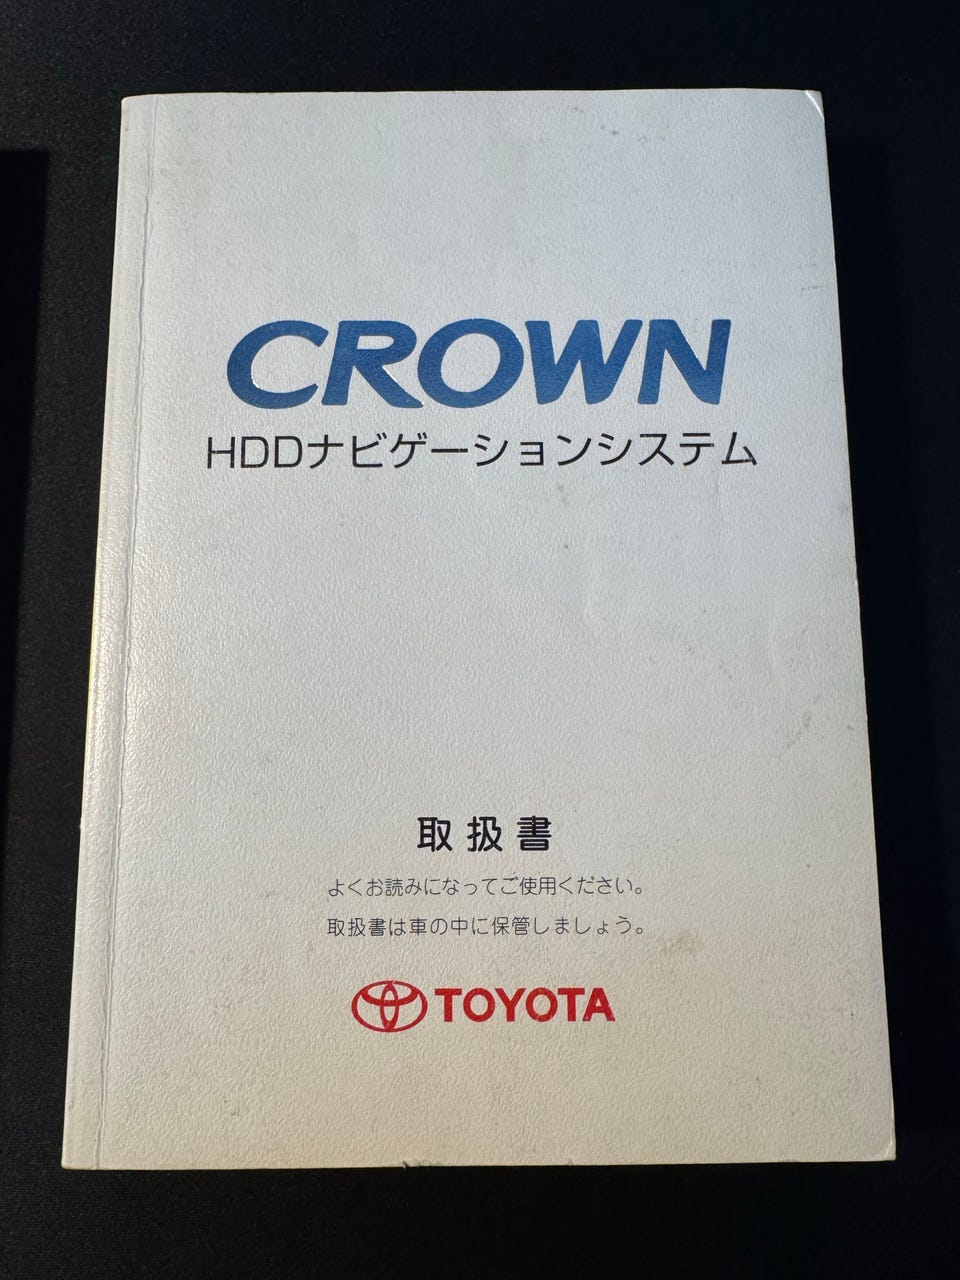 CROWN
HDDナビゲーションシステム
取扱書
よくお読みになってご使用ください。
取扱書は車の中に保管しましょう。
TOYOTA